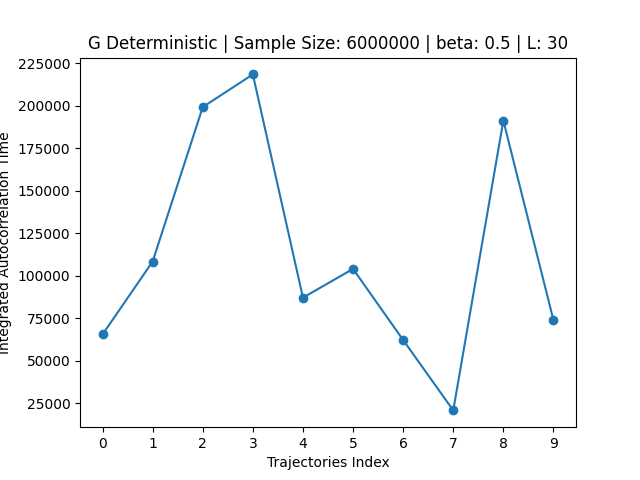 G Deterministic | Sample Size: 6000000 | beta: 0.5 | L: 30
225000
200000
175000
150000
125000
100000
75000
50000
25000
Integrated Autocorrelation Time
0 1 2 3 4 5 6 7 8 9
Trajectories Index